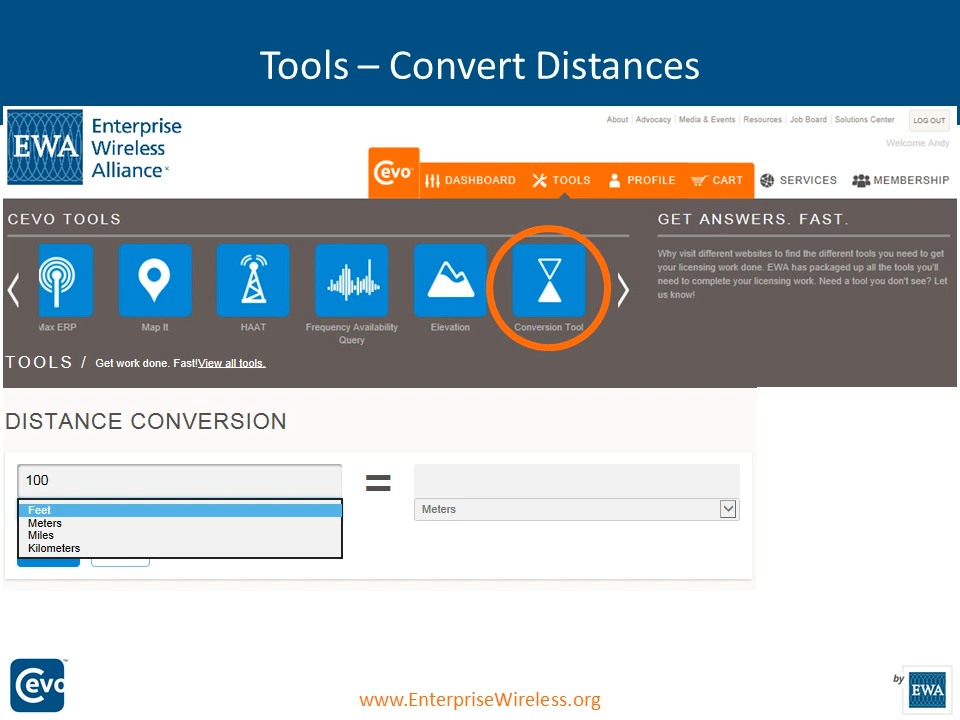 Tools – Convert Distances
EWA
Enterprise
Wireless
Alliance
About | Advocacy | Media & Events | Resources | Job Board | Solutions Center
LOG OUT
Welcome Andy
Cevo
DASHBOARD
TOOLS
PROFILE
CART
SERVICES
MEMBERSHIP
CEVO TOOLS
GET ANSWERS. FAST.
Why visit different websites to find the different tools you need to get
your licensing work done. EWA has packaged up all the tools you'll
need to complete your licensing work. Need a tool you don't see? Let
us know!
Max ERP
Map It
HAAT
Frequency Availability
Query
Elevation
Conversion Tool
TOOLS / Get work done. Fast!View all tools.
DISTANCE CONVERSION
100
=
Feet
Meters
Miles
Kilometers
Meters
Cevo
www.EnterpriseWireless.org
by
EWA